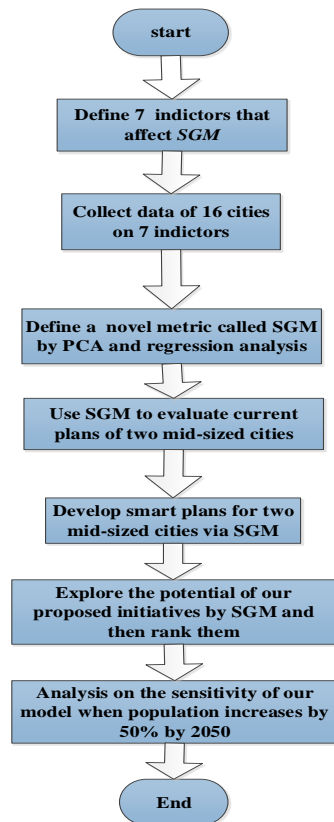 start
Define 7 indictors that
affect SGM
Collect data of 16 cities
on 7 indictors
Define a novel metric called SGM
by PCA and regression analysis
Use SGM to evaluate current
plans of two mid-sized cities
Develop smart plans for two
mid-sized cities via SGM
Explore the potential of our
proposed initiatives by SGM and
then rank them
Analysis on the sensitivity of our
model when population increases by
50% by 2050
End